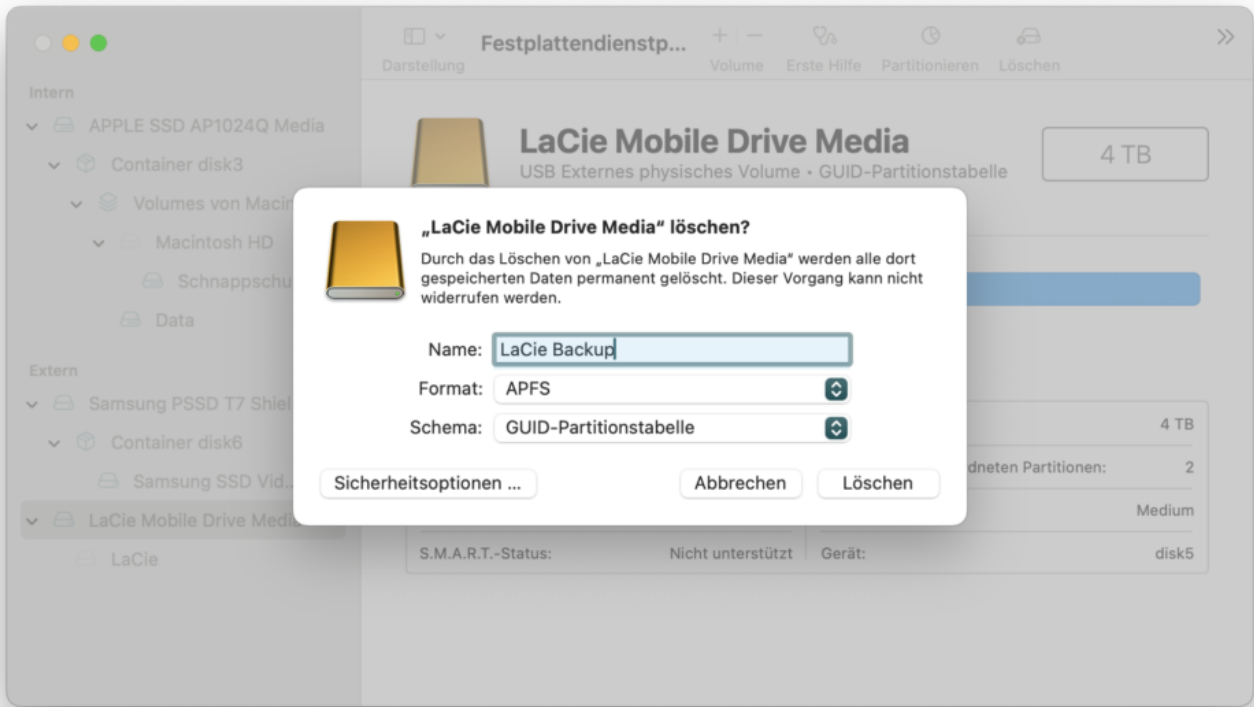 Festplattendienstp...
Darstellung
Volume
Erste Hilfe
Partitionieren
Löschen
Intern
APPLE SSD AP1024Q Media
Container disk3
Volumes von Macin
Macintosh HD
Schnappschu
Data
Extern
Samsung PSSD T7 Shiel
Container disk6
Samsung SSD Vid...
LaCie Mobile Drive Media
LaCie
LaCie Mobile Drive Media
USB Externes physisches Volume • GUID-Partitionstabelle
4 TB
„LaCie Mobile Drive Media“ löschen?
Durch das Löschen von „LaCie Mobile Drive Media“ werden alle dort
gespeicherten Daten permanent gelöscht. Dieser Vorgang kann nicht
widerrufen werden.
Name: LaCie Backup
Format: APFS
Schema: GUID-Partitionstabelle
Sicherheitsoptionen ...
Abbrechen
Löschen
4 TB
dneten Partitionen: 2
Medium
S.M.A.R.T.-Status: Nicht unterstützt
Gerät: disk5